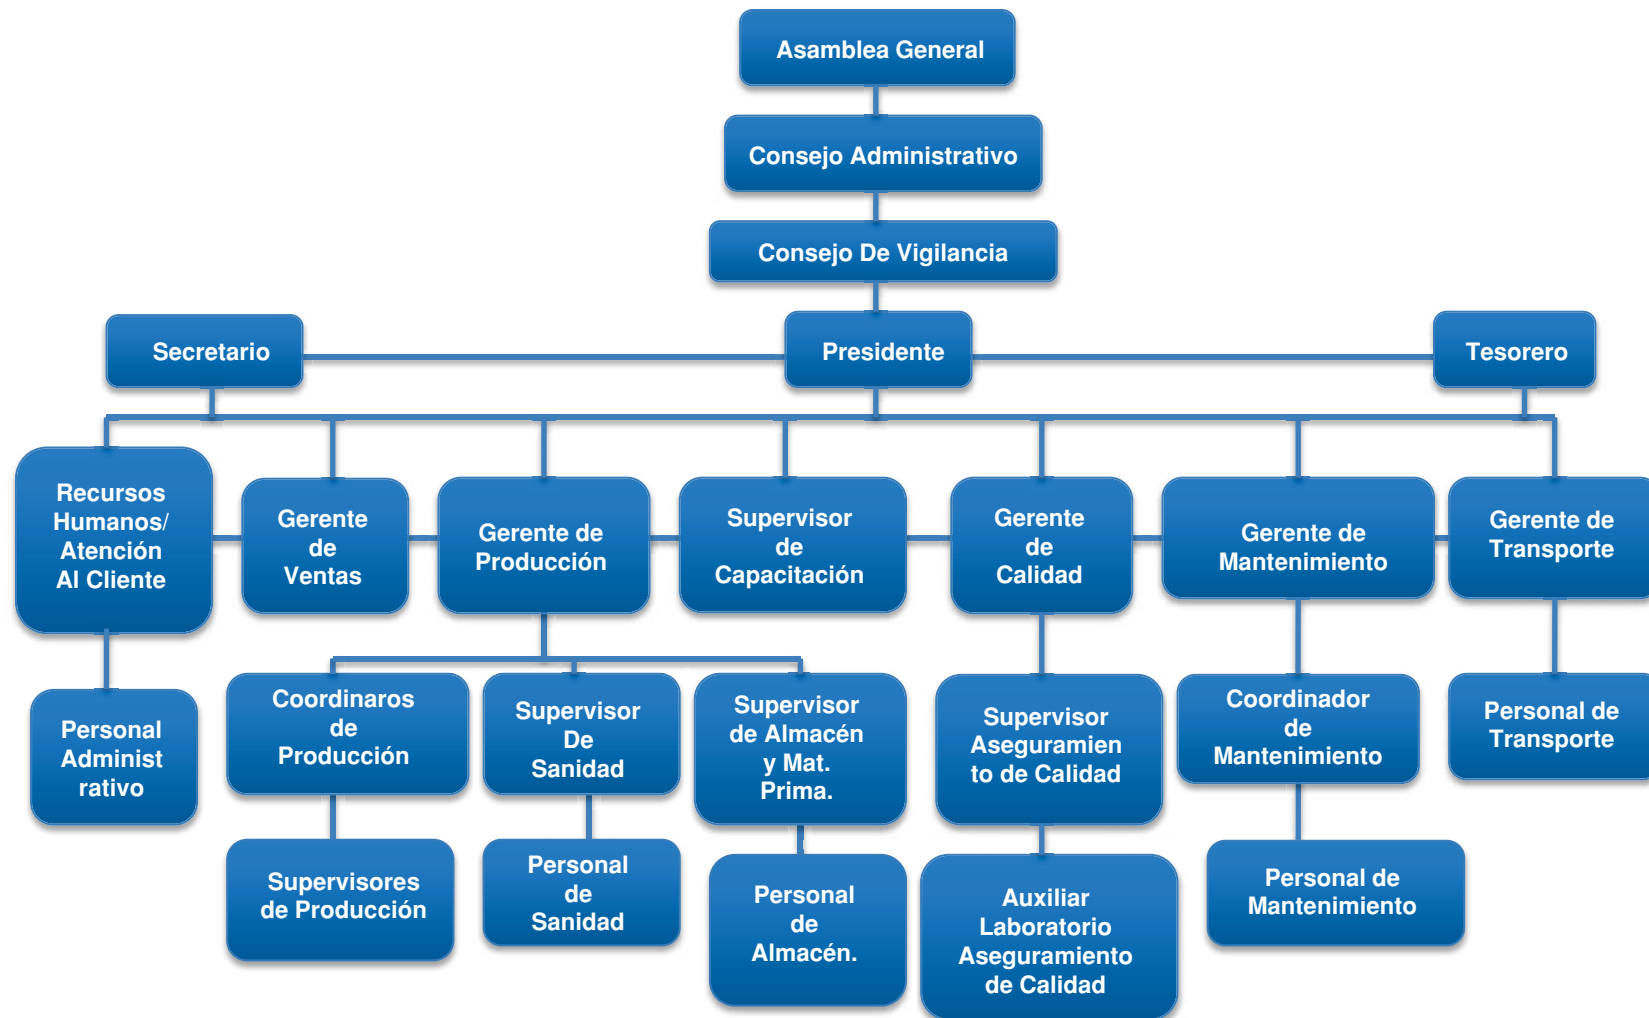 Asamblea General
Consejo Administrativo
Consejo De Vigilancia
Secretario
Presidente
Tesorero
Recursos
Humanos/
Atención
Al Cliente
Gerente
de
Ventas
Gerente de
Producción
Supervisor
de
Capacitación
Gerente
de
Calidad
Gerente de
Mantenimiento
Gerente de
Transporte
Personal
Administ
rativo
Coordinaros
de
Producción
Supervisor
De
Sanidad
Supervisor
de Almacén
y Mat.
Prima.
Supervisor
Aseguramien
to de Calidad
Coordinador
de
Mantenimiento
Personal de
Transporte
Supervisores
de Producción
Personal
de
Sanidad
Personal
de
Almacén.
Auxiliar
Laboratorio
Aseguramiento
de Calidad
Personal de
Mantenimiento